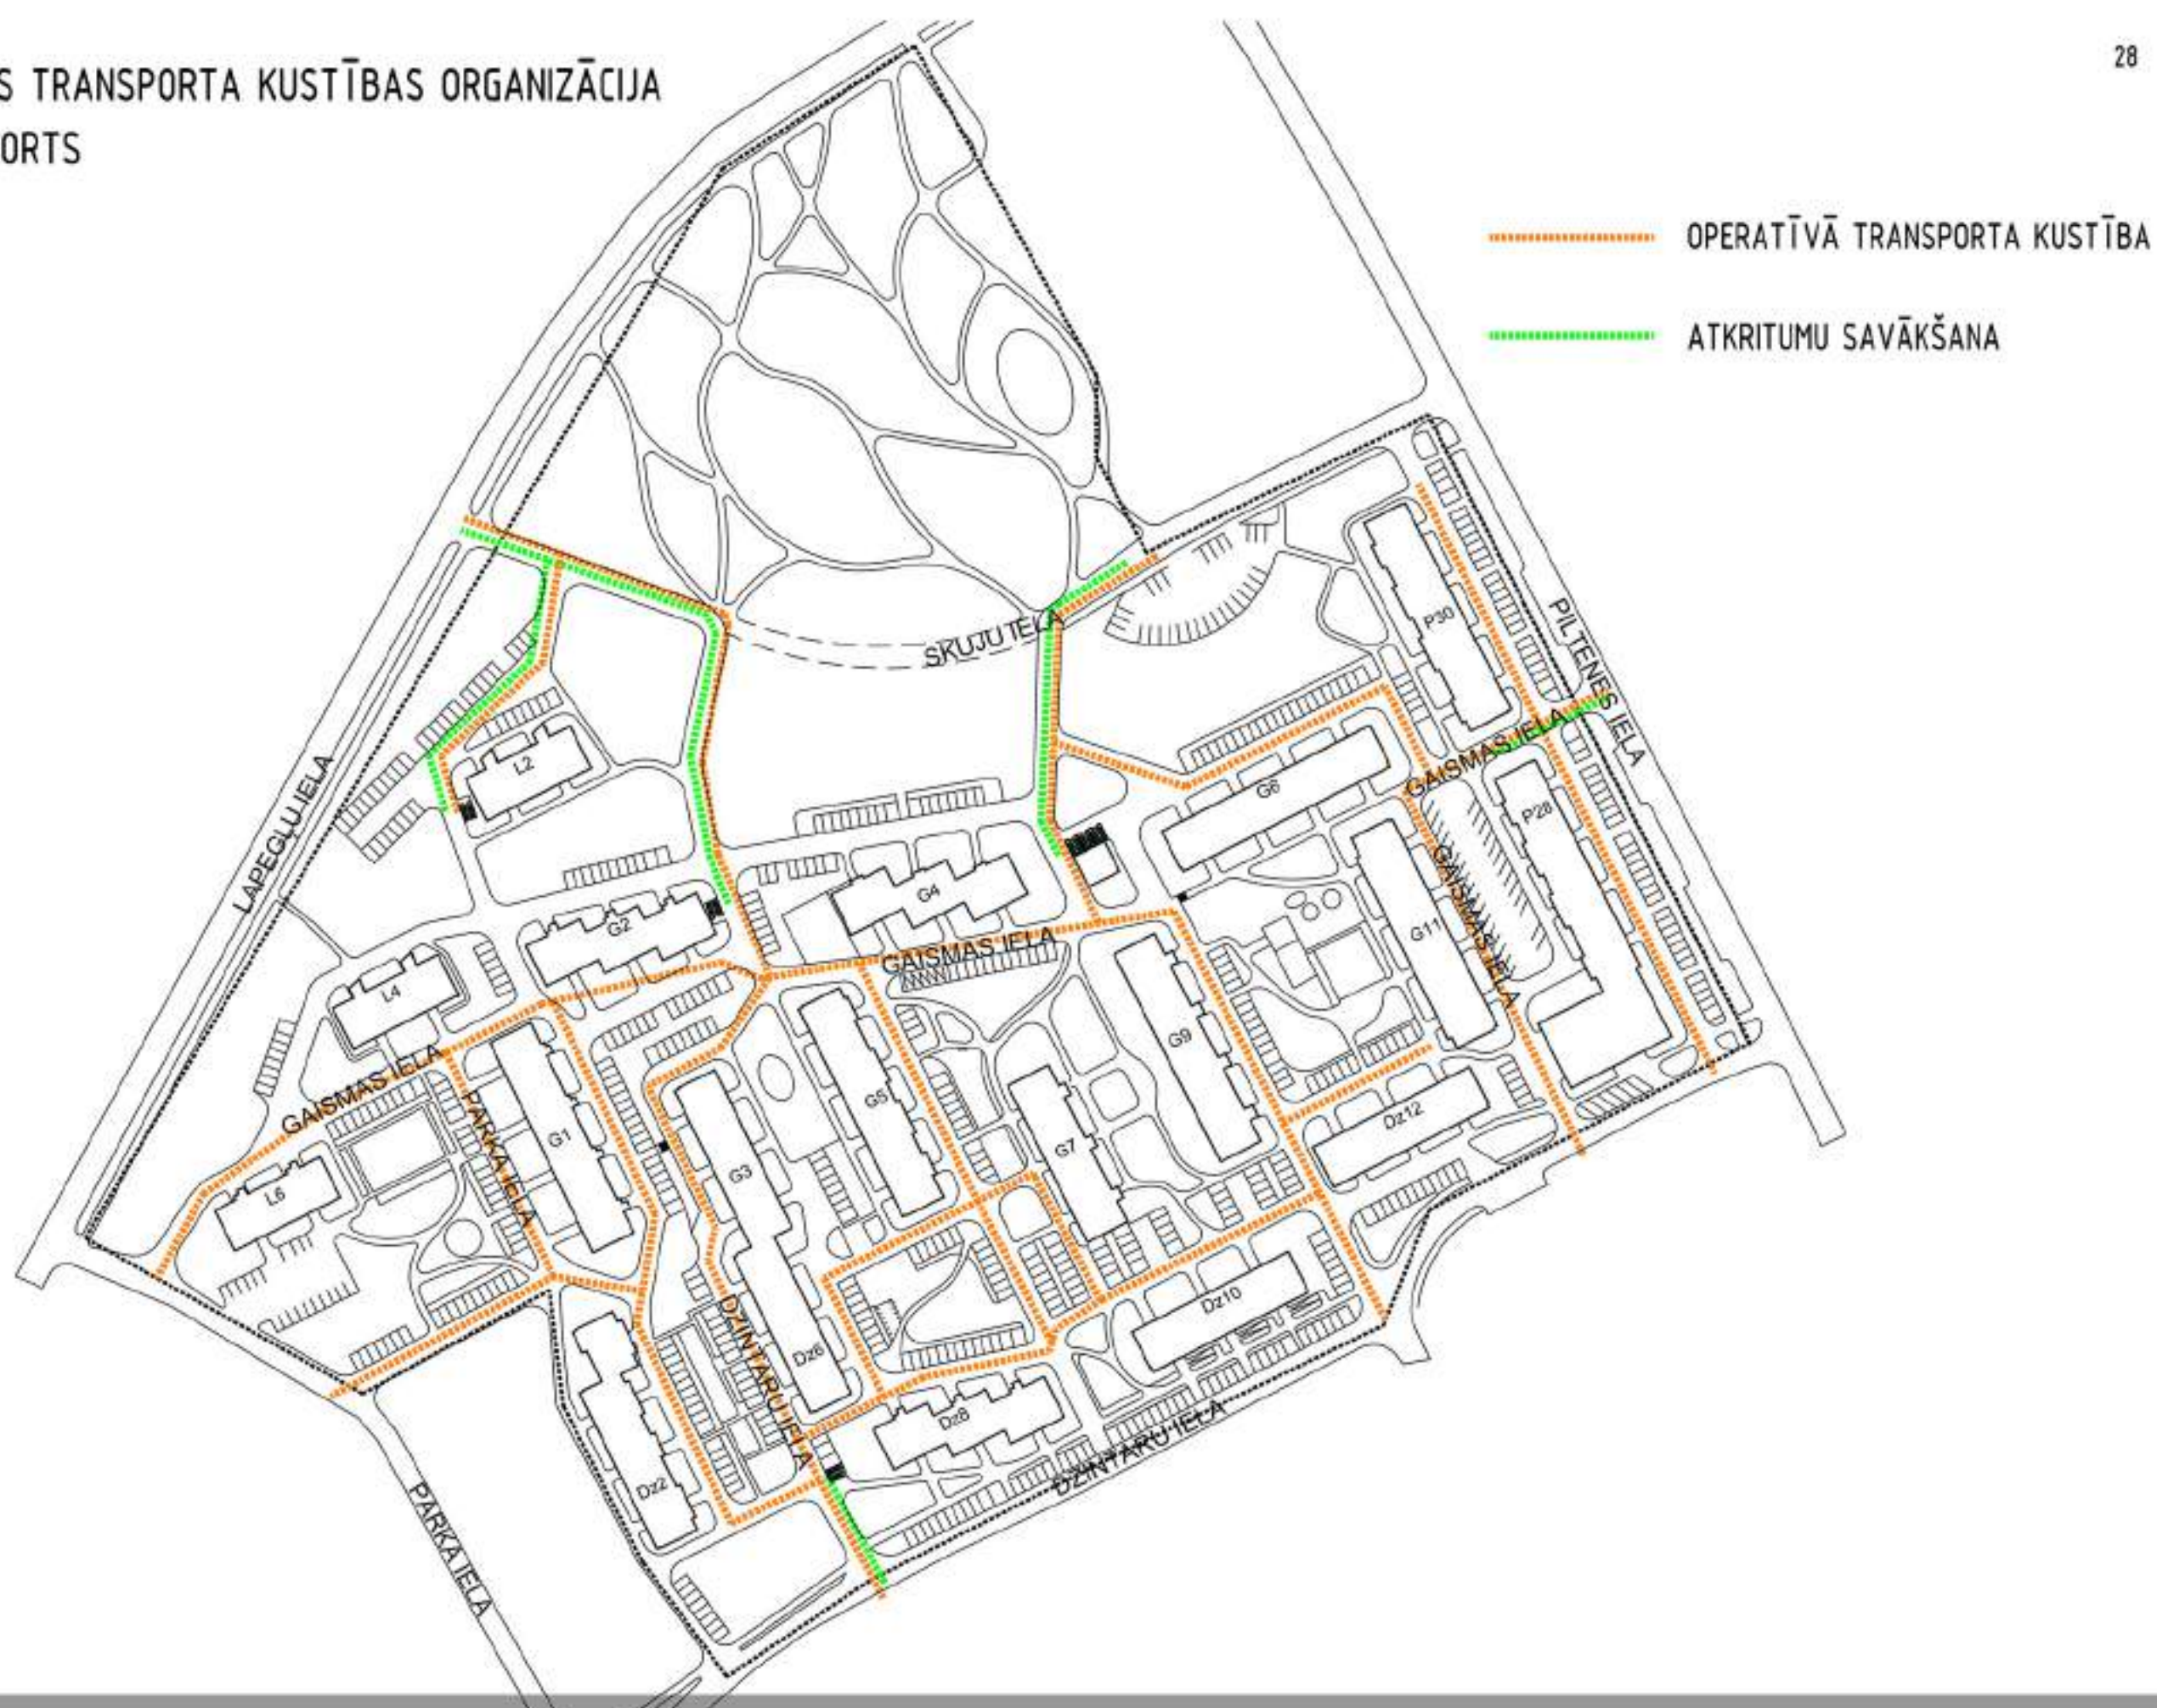 28
S TRANSPORTA KUSTĪBAS ORGANIZĀCIJA
ORTS
OPERATĪVĀ TRANSPORTA KUSTĪBA
ATKRITUMU SAVĀKŠANA
SKUJU IELA
P30
PILTENES IELA
GAISMAS IELA
L2
G6
P28
LAPEGĻU IELA
G4
GAISMAS IELA
G2
G11
GAISMAS IELA
L4
G9
GAISMAS IELA
PARKA IELA
G1
G5
G7
Dz12
G3
L6
Dz10
DZINTARU IELA
Dz6
Dz8
DZINTARU IELA
Dz2
PARKA IELA